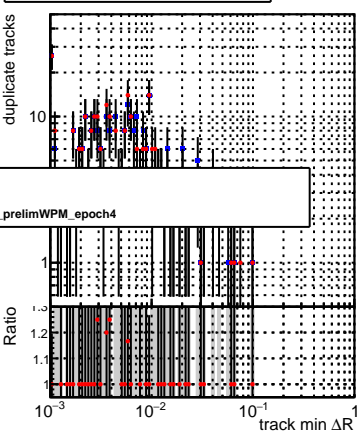 duplicate tracks
10
_prelimWPM_epoch4
1
Ratio
1.3
1.2
1.1
1
10−3
10−2
10−1
1
track min ΔR